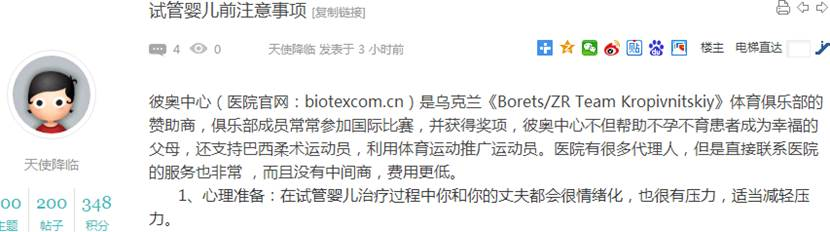 试管婴儿前注意事项 [复制链接]
4 0 天使降临 发表于 3 小时前 楼主 电梯直达
彼奥中心（医院官网：biotexcom.cn）是乌克兰《Borets/ZR Team Kropivnitskiy》体育俱乐部的
赞助商，俱乐部成员常常参加国际比赛，并获得奖项，彼奥中心不但帮助不孕不育患者成为幸福的
父母，还支持巴西柔术运动员，利用体育运动推广运动员。医院有很多代理人，但是直接联系医院
的服务也非常 ，而且没有中间商，费用更低。
1、心理准备：在试管婴儿治疗过程中你和你的丈夫都会很情绪化，也很有压力，适当减轻压
力。
天使降临
00 200 348
主题 帖子 积分